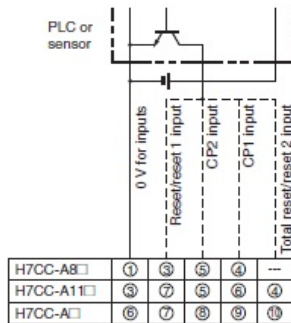 PLC or
sensor
0 V for inputs
Reset/reset 1 input
CP2 input
CP1 input
Total reset/reset 2 input
H7CC-A8□ ① ③ ⑤ ④ ---
H7CC-A11□ ③ ⑦ ⑤ ⑥ ④
H7CC-A□ ⑥ ⑦ ⑧ ⑨ ⑩